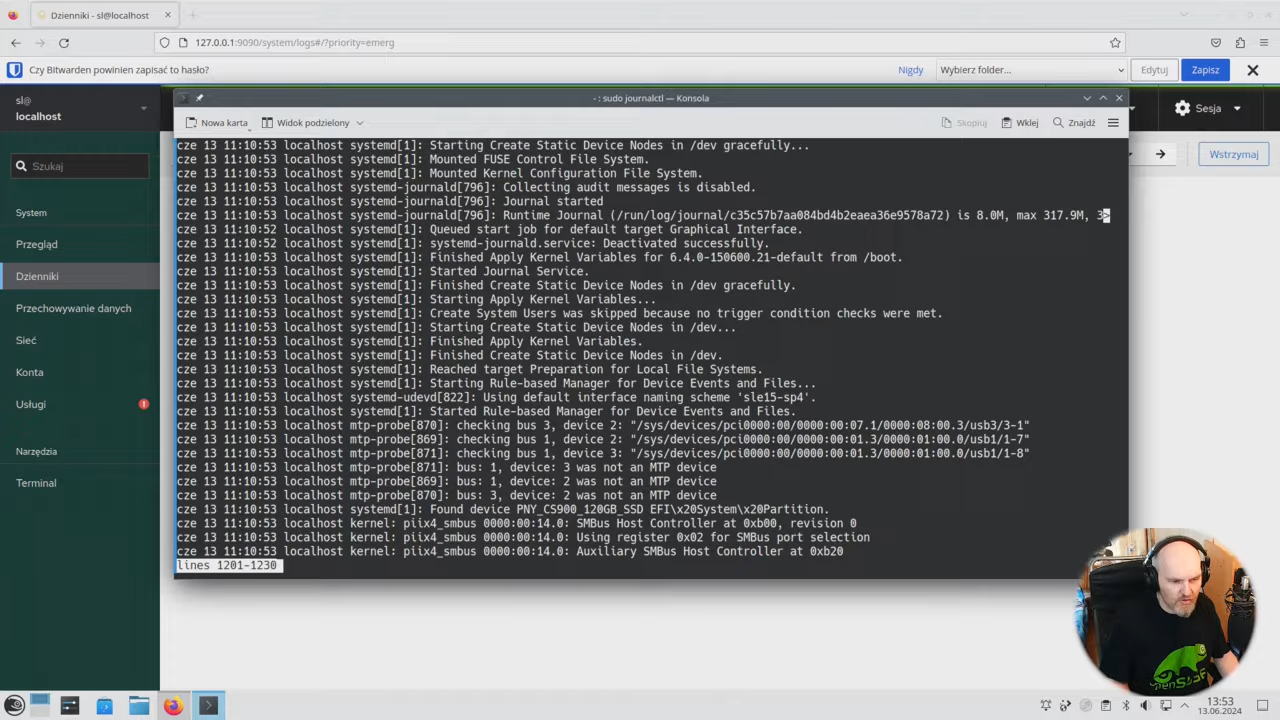 Dzienniki - sl@localhost
127.0.0.1:9090/system/logs#/?priority=emerg
Czy Bitwarden powinien zapisać to hasło?
Nigdy
Wybierz folder...
Edytuj
Zapisz
sl@
localhost
Sesja
- : sudo journalctl — Konsola
Nowa karta
Widok podzielony
Skopiuj
Wklej
Znajdź
Szukaj
Wstrzymaj
System
Przegląd
Dzienniki
Przechowywanie danych
Sieć
Konta
Usługi
Narzędzia
Terminal
cze 13 11:10:53 localhost systemd[1]: Starting Create Static Device Nodes in /dev gracefully...
cze 13 11:10:53 localhost systemd[1]: Mounted FUSE Control File System.
cze 13 11:10:53 localhost systemd[1]: Mounted Kernel Configuration File System.
cze 13 11:10:53 localhost systemd-journald[796]: Collecting audit messages is disabled.
cze 13 11:10:53 localhost systemd-journald[796]: Journal started
cze 13 11:10:53 localhost systemd-journald[796]: Runtime Journal (/run/log/journal/c35c57b7aa084bd4b2eaea36e9578a72) is 8.0M, max 317.9M, 3>
cze 13 11:10:52 localhost systemd[1]: Queued start job for default target Graphical Interface.
cze 13 11:10:52 localhost systemd[1]: systemd-journald.service: Deactivated successfully.
cze 13 11:10:53 localhost systemd[1]: Finished Apply Kernel Variables for 6.4.0-150600.21-default from /boot.
cze 13 11:10:53 localhost systemd[1]: Started Journal Service.
cze 13 11:10:53 localhost systemd[1]: Finished Create Static Device Nodes in /dev gracefully.
cze 13 11:10:53 localhost systemd[1]: Starting Apply Kernel Variables...
cze 13 11:10:53 localhost systemd[1]: Create System Users was skipped because no trigger condition checks were met.
cze 13 11:10:53 localhost systemd[1]: Starting Create Static Device Nodes in /dev...
cze 13 11:10:53 localhost systemd[1]: Finished Apply Kernel Variables.
cze 13 11:10:53 localhost systemd[1]: Finished Create Static Device Nodes in /dev.
cze 13 11:10:53 localhost systemd[1]: Reached target Preparation for Local File Systems.
cze 13 11:10:53 localhost systemd[1]: Starting Rule-based Manager for Device Events and Files...
cze 13 11:10:53 localhost systemd-udevd[822]: Using default interface naming scheme 'sle15-sp4'.
cze 13 11:10:53 localhost systemd[1]: Started Rule-based Manager for Device Events and Files.
cze 13 11:10:53 localhost mtp-probe[870]: checking bus 3, device 2: "/sys/devices/pci0000:00/0000:00:07.1/0000:08:00.3/usb3/3-1"
cze 13 11:10:53 localhost mtp-probe[869]: checking bus 1, device 2: "/sys/devices/pci0000:00/0000:00:01.3/0000:01:00.0/usb1/1-7"
cze 13 11:10:53 localhost mtp-probe[871]: checking bus 1, device 3: "/sys/devices/pci0000:00/0000:00:01.3/0000:01:00.0/usb1/1-8"
cze 13 11:10:53 localhost mtp-probe[871]: bus: 1, device: 3 was not an MTP device
cze 13 11:10:53 localhost mtp-probe[869]: bus: 1, device: 2 was not an MTP device
cze 13 11:10:53 localhost mtp-probe[870]: bus: 3, device: 2 was not an MTP device
cze 13 11:10:53 localhost systemd[1]: Found device PNY_CS900_120GB_SSD EFI\x20System\x20Partition.
cze 13 11:10:53 localhost kernel: piix4_smbus 0000:00:14.0: SMBus Host Controller at 0xb00, revision 0
cze 13 11:10:53 localhost kernel: piix4_smbus 0000:00:14.0: Using register 0x02 for SMBus port selection
cze 13 11:10:53 localhost kernel: piix4_smbus 0000:00:14.0: Auxiliary SMBus Host Controller at 0xb20
lines 1201-1230
openSUSE
13:53
13.06.2024